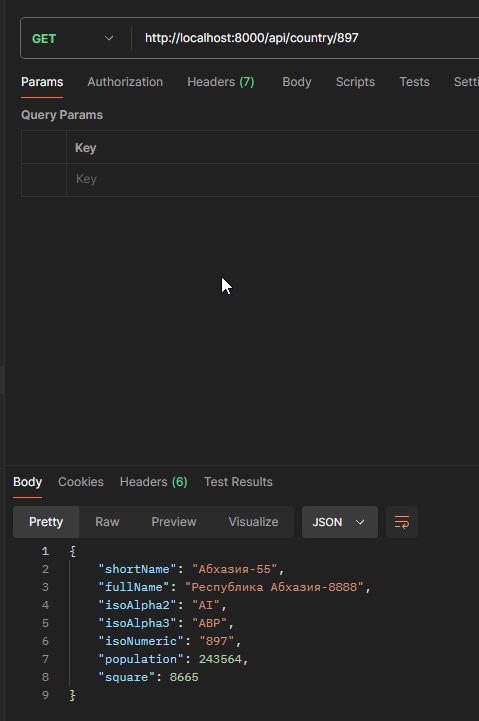 GET http://localhost:8000/api/country/897
Params Authorization Headers (7) Body Scripts Tests Setti
Query Params
Key
Key
Body Cookies Headers (6) Test Results
Pretty Raw Preview Visualize JSON
1 {
2 "shortName": "Абхазия-55",
3 "fullName": "Республика Абхазия-8888",
4 "isoAlpha2": "AI",
5 "isoAlpha3": "ABP",
6 "isoNumeric": "897",
7 "population": 243564,
8 "square": 8665
9 }